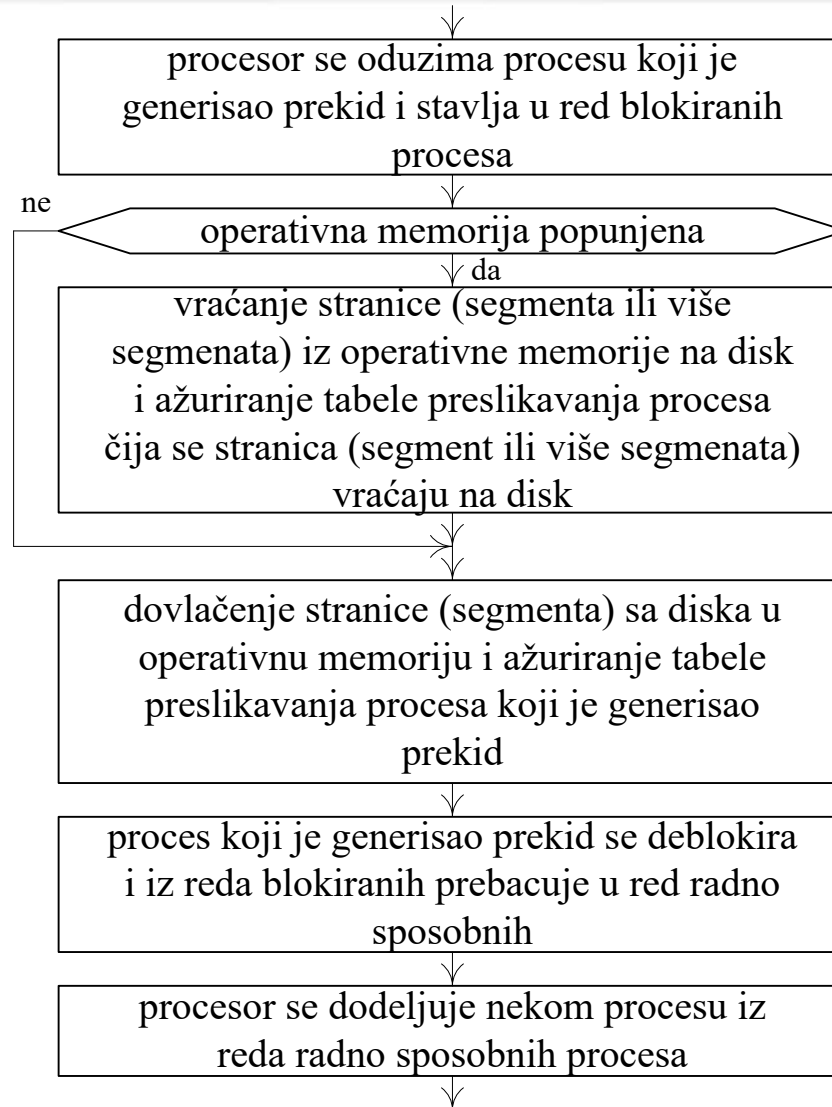 procesor se oduzima procesu koji je
generisao prekid i stavlja u red blokiranih
procesa
ne
operativna memorija popunjena
da
vraćanje stranice (segmenta ili više
segmenata) iz operativne memorije na disk
i ažuriranje tabele preslikavanja procesa
čija se stranica (segment ili više segmenata)
vraćaju na disk
dovlačenje stranice (segmenta) sa diska u
operativnu memoriju i ažuriranje tabele
preslikavanja procesa koji je generisao
prekid
proces koji je generisao prekid se deblokira
i iz reda blokiranih prebacuje u red radno
sposobnih
procesor se dodeljuje nekom procesu iz
reda radno sposobnih procesa